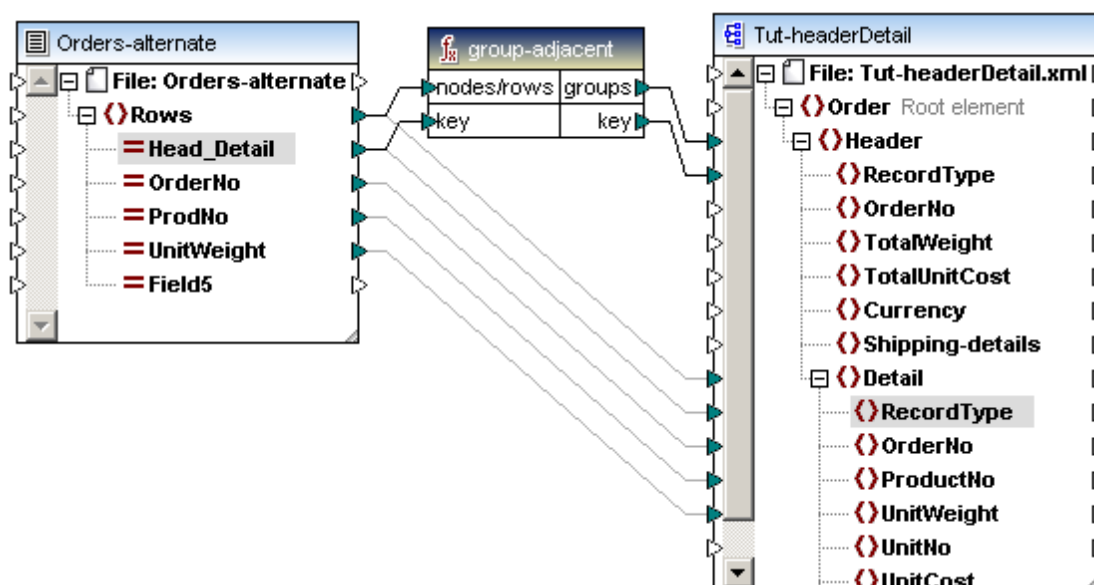 Orders-alternate
File: Orders-alternate
Rows
Head_Detail
OrderNo
ProdNo
UnitWeight
Field5
group-adjacent
nodes/rows groups
key key
Tut-headerDetail
File: Tut-headerDetail.xml
Order Root element
Header
RecordType
OrderNo
TotalWeight
TotalUnitCost
Currency
Shipping-details
Detail
RecordType
OrderNo
ProductNo
UnitWeight
UnitNo
UnitCost